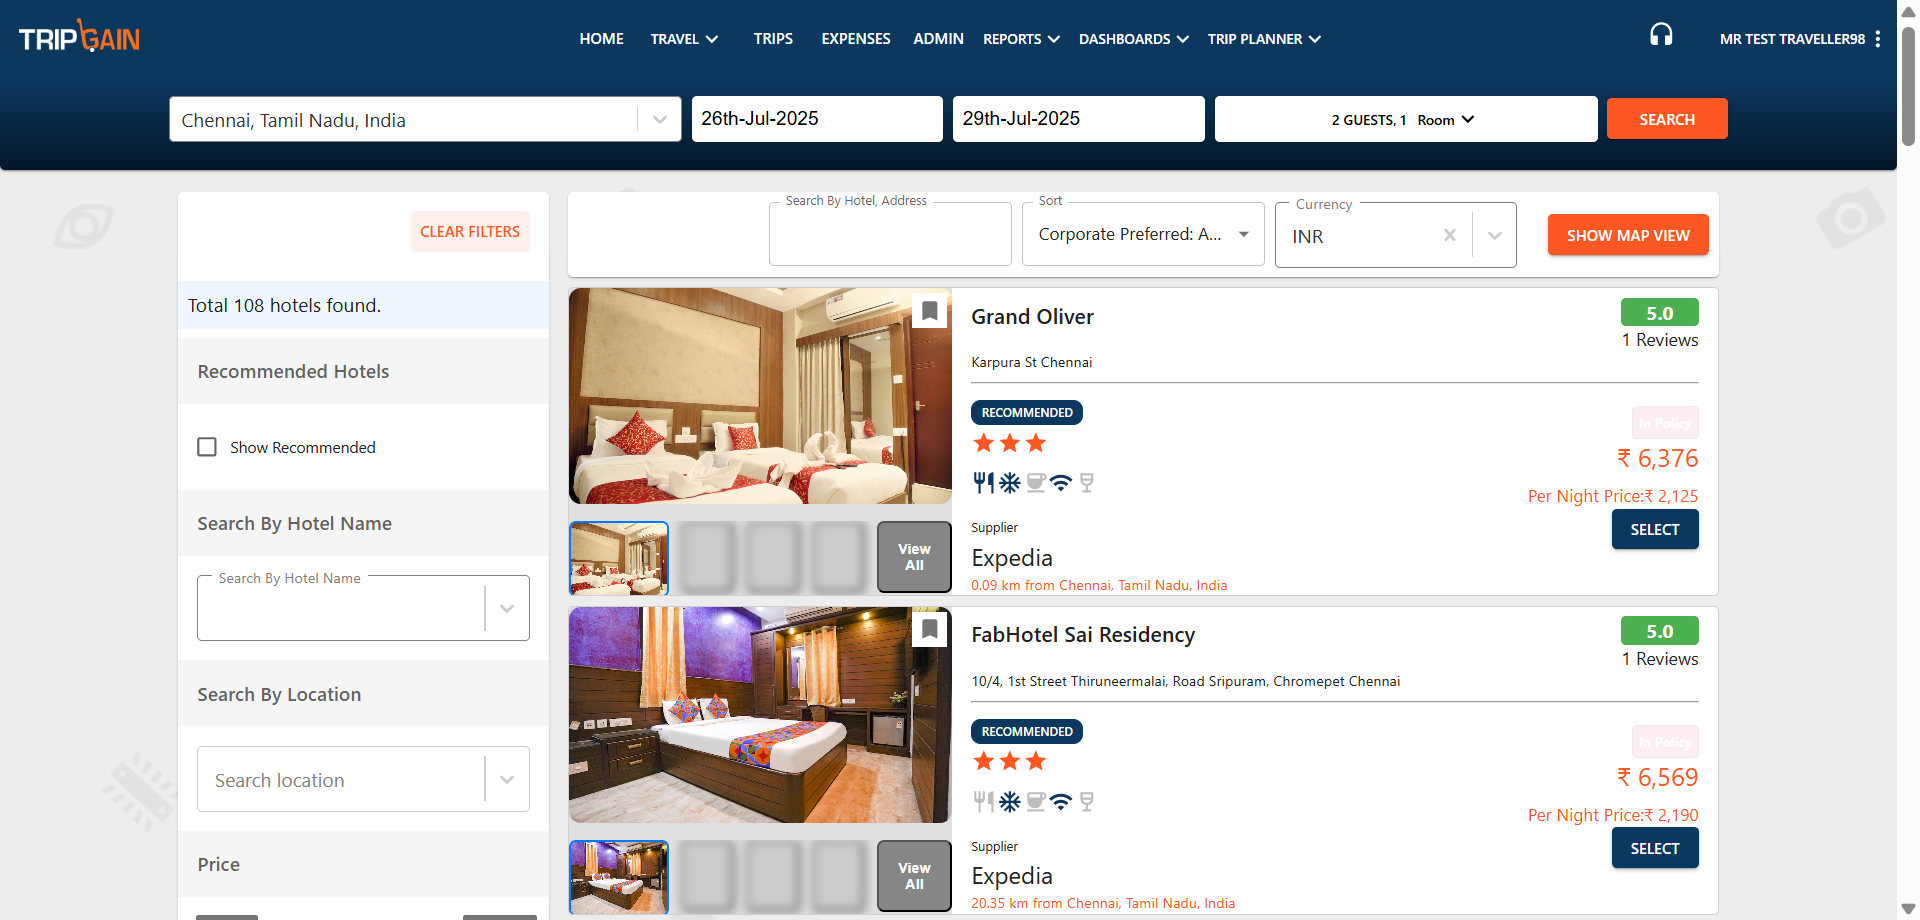 TRIPGAIN
HOME TRAVEL TRIPS EXPENSES ADMIN REPORTS DASHBOARDS TRIP PLANNER
MR TEST TRAVELLER98
Chennai, Tamil Nadu, India
26th-Jul-2025
29th-Jul-2025
2 GUESTS, 1 Room
SEARCH
CLEAR FILTERS
Total 108 hotels found.
Recommended Hotels
Show Recommended
Search By Hotel Name
Search By Hotel Name
Search By Location
Search location
Price
Search By Hotel, Address
Sort
Corporate Preferred: A...
Currency
INR
SHOW MAP VIEW
Grand Oliver
5.0
1 Reviews
Karpura St Chennai
RECOMMENDED
In Policy
₹ 6,376
Per Night Price:₹ 2,125
SELECT
Supplier
Expedia
0.09 km from Chennai, Tamil Nadu, India
View
All
FabHotel Sai Residency
5.0
1 Reviews
10/4, 1st Street Thiruneermalai, Road Sripuram, Chromepet Chennai
RECOMMENDED
In Policy
₹ 6,569
Per Night Price:₹ 2,190
SELECT
Supplier
Expedia
20.35 km from Chennai, Tamil Nadu, India
View
All